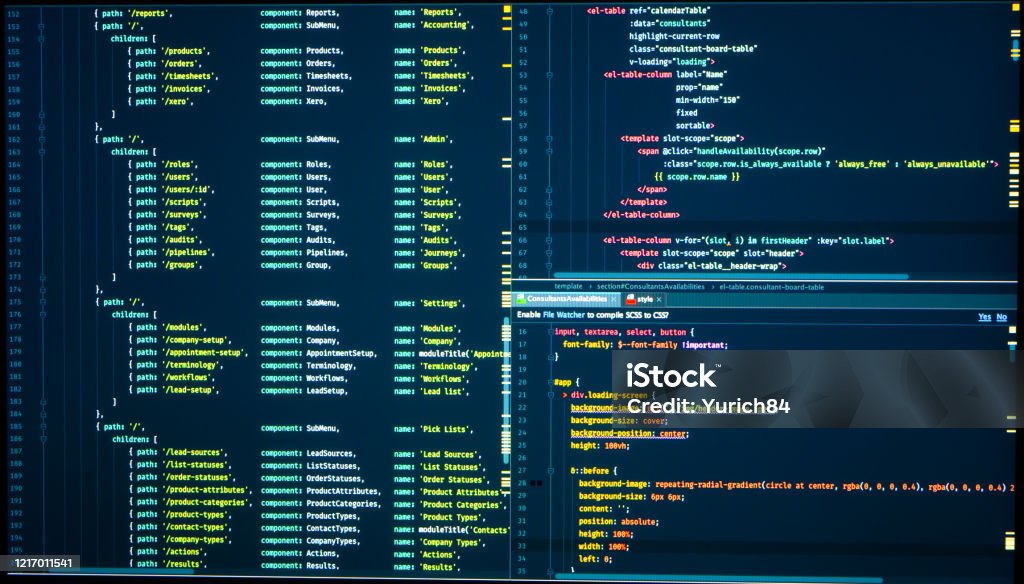 152 { path: '/reports', component: Reports, name: 'Reports',
153 { path: '/', component: SubMenu, name: 'Accounting',
154 children: [
155 { path: '/products', component: Products, name: 'Products',
156 { path: '/orders', component: Orders, name: 'Orders',
157 { path: '/timesheets', component: Timesheets, name: 'Timesheets',
158 { path: '/invoices', component: Invoices, name: 'Invoices',
159 { path: '/xero', component: Xero, name: 'Xero',
160 ]
161 },
162 { path: '/', component: SubMenu, name: 'Admin',
163 children: [
164 { path: '/roles', component: Roles, name: 'Roles',
165 { path: '/users', component: Users, name: 'Users',
166 { path: '/users/:id', component: User, name: 'User',
167 { path: '/scripts', component: Scripts, name: 'Scripts',
168 { path: '/surveys', component: Surveys, name: 'Surveys',
169 { path: '/tags', component: Tags, name: 'Tags',
170 { path: '/audits', component: Audits, name: 'Audits',
171 { path: '/pipelines', component: Pipelines, name: 'Journeys',
172 { path: '/groups', component: Group, name: 'Groups',
173 ]
174 },
175 { path: '/', component: SubMenu, name: 'Settings',
176 children: [
177 { path: '/modules', component: Modules, name: 'Modules',
178 { path: '/company-setup', component: Company, name: 'Company',
179 { path: '/appointment-setup', component: AppointmentSetup, name: moduleTitle('Appointme
180 { path: '/terminology', component: Terminology, name: 'Terminology',
181 { path: '/workflows', component: Workflows, name: 'Workflows',
182 { path: '/lead-setup', component: LeadSetup, name: 'Lead list',
183 ]
184 },
185 { path: '/', component: SubMenu, name: 'Pick Lists',
186 children: [
187 { path: '/lead-sources', component: LeadSources, name: 'Lead Sources',
188 { path: '/list-statuses', component: ListStatuses, name: 'List Statuses',
189 { path: '/order-statuses', component: OrderStatuses, name: 'Order Statuses',
190 { path: '/product-attributes', component: ProductAttributes, name: 'Product Attributes'
191 { path: '/product-categories', component: ProductCategories, name: 'Product Categories',
192 { path: '/product-types', component: ProductTypes, name: 'Product Types',
193 { path: '/contact-types', component: ContactTypes, name: moduleTitle('Contacts
194 { path: '/company-types', component: CompanyTypes, name: 'Company Types',
195 { path: '/actions', component: Actions, name: 'Actions',
{ path: '/results', component: Results, name: 'Results',
48 <el-table ref="calendarTable"
49 :data="consultants"
50 highlight-current-row
51 class="consultant-board-table"
52 v-loading="loading">
53 <el-table-column label="Name"
54 prop="name"
55 min-width="150"
56 fixed
57 sortable>
58 <template slot-scope="scope">
59 <span @click="handleAvailability(scope.row)"
60 :class="scope.row.is_always_available ? 'always_free' : 'always_unavailable'">
61 {{ scope.row.name }}
62 </span>
63 </template>
64 </el-table-column>
65
66 <el-table-column v-for="(slot, i) in firstHeader" :key="slot.label">
67 <template slot-scope="scope" slot="header">
68 <div class="el-table__header-wrap">
template › section#ConsultantsAvailabilities › el-table.consultant-board-table
ConsultantsAvailabilities × style ×
Enable File Watcher to compile SCSS to CSS? Yes No
16 input, textarea, select, button {
17 font-family: $--font-family !important;
18 }
19
20 #app {
21 > div.loading-screen {
22
23 background-size: cover;
24 background-position: center;
25 height: 100vh;
26
27 &::before {
28 background-image: repeating-radial-gradient(circle at center, rgba(0, 0, 0, 0.4), rgba(0, 0, 0, 0.4) 2
29 background-size: 6px 6px;
30 content: '';
31 position: absolute;
32 height: 100%;
33 width: 100%;
34 left: 0;
35 }
iStock™
Credit: Yurich84
1217011541